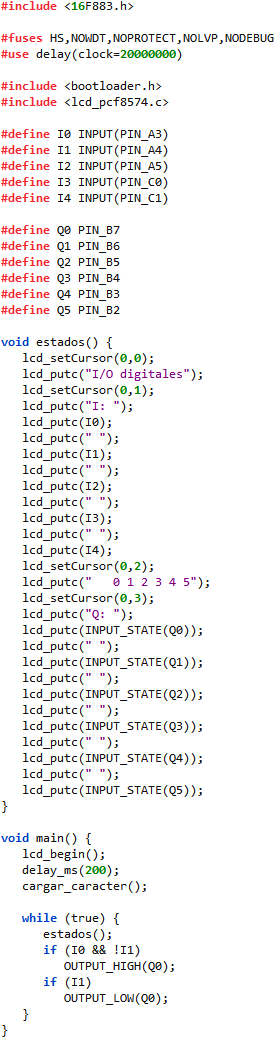 #include <16F883.h>
#fuses HS,NOWDT,NOPROTECT,NOLVP,NODEBUG
#use delay(clock=20000000)
#include <bootloader.h>
#include <lcd_pcf8574.c>
#define I0 INPUT(PIN_A3)
#define I1 INPUT(PIN_A4)
#define I2 INPUT(PIN_A5)
#define I3 INPUT(PIN_C0)
#define I4 INPUT(PIN_C1)
#define Q0 PIN_B7
#define Q1 PIN_B6
#define Q2 PIN_B5
#define Q3 PIN_B4
#define Q4 PIN_B3
#define Q5 PIN_B2
void estados() {
   lcd_setCursor(0,0);
   lcd_putc("I/O digitales");
   lcd_setCursor(0,1);
   lcd_putc("I: ");
   lcd_putc(I0);
   lcd_putc(" ");
   lcd_putc(I1);
   lcd_putc(" ");
   lcd_putc(I2);
   lcd_putc(" ");
   lcd_putc(I3);
   lcd_putc(" ");
   lcd_putc(I4);
   lcd_setCursor(0,2);
   lcd_putc("   0 1 2 3 4 5");
   lcd_setCursor(0,3);
   lcd_putc("Q: ");
   lcd_putc(INPUT_STATE(Q0));
   lcd_putc(" ");
   lcd_putc(INPUT_STATE(Q1));
   lcd_putc(" ");
   lcd_putc(INPUT_STATE(Q2));
   lcd_putc(" ");
   lcd_putc(INPUT_STATE(Q3));
   lcd_putc(" ");
   lcd_putc(INPUT_STATE(Q4));
   lcd_putc(" ");
   lcd_putc(INPUT_STATE(Q5));
}
void main() {
   lcd_begin();
   delay_ms(200);
   cargar_caracter();
   while (true) {
      estados();
      if (I0 && !I1)
         OUTPUT_HIGH(Q0);
      if (I1)
         OUTPUT_LOW(Q0);
   }
}